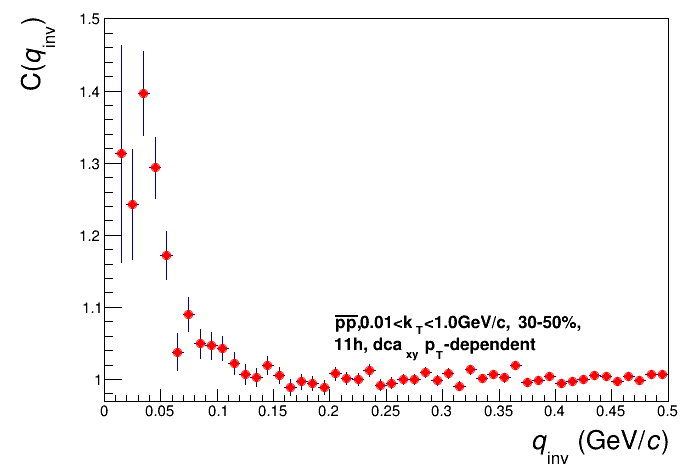 C(q_inv)
1.5
1.4
1.3
1.2
1.1
1
p̅p̅,0.01<k_T<1.0GeV/c, 30-50%,
11h, dca_xy p_T-dependent
0 0.05 0.1 0.15 0.2 0.25 0.3 0.35 0.4 0.45 0.5
q_inv (GeV/c)